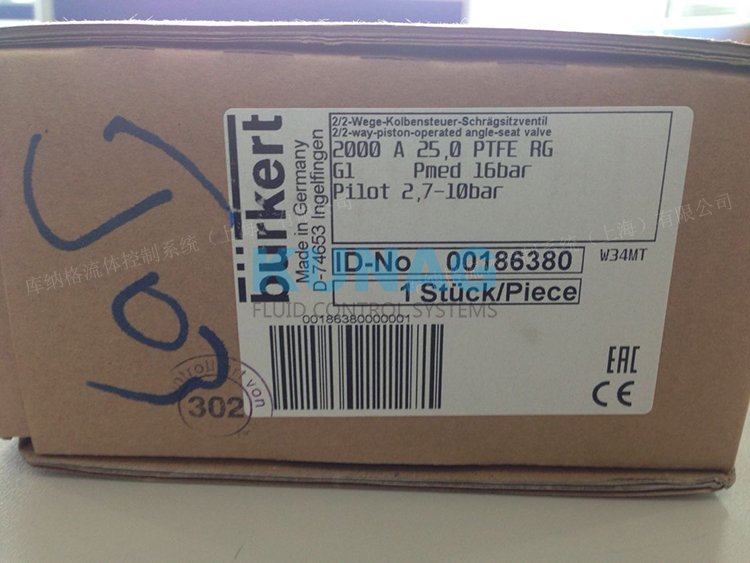 bürkert
Made in Germany
D-74653 Ingelfingen
2/2-Wege-Kolbensteuer-Schrägsitzventil
2/2-way-piston-operated angle-seat valve
2000 A 25,0 PTFE RG
G1 Pmed 16bar
Pilot 2,7-10bar
ID-No 00186380
W34MT
1 Stück/Piece
00186380000001
EAC
CE
von
302
KUNAG
FLUID CONTROL SYSTEMS
库纳格流体控制系统（上海）有限公司